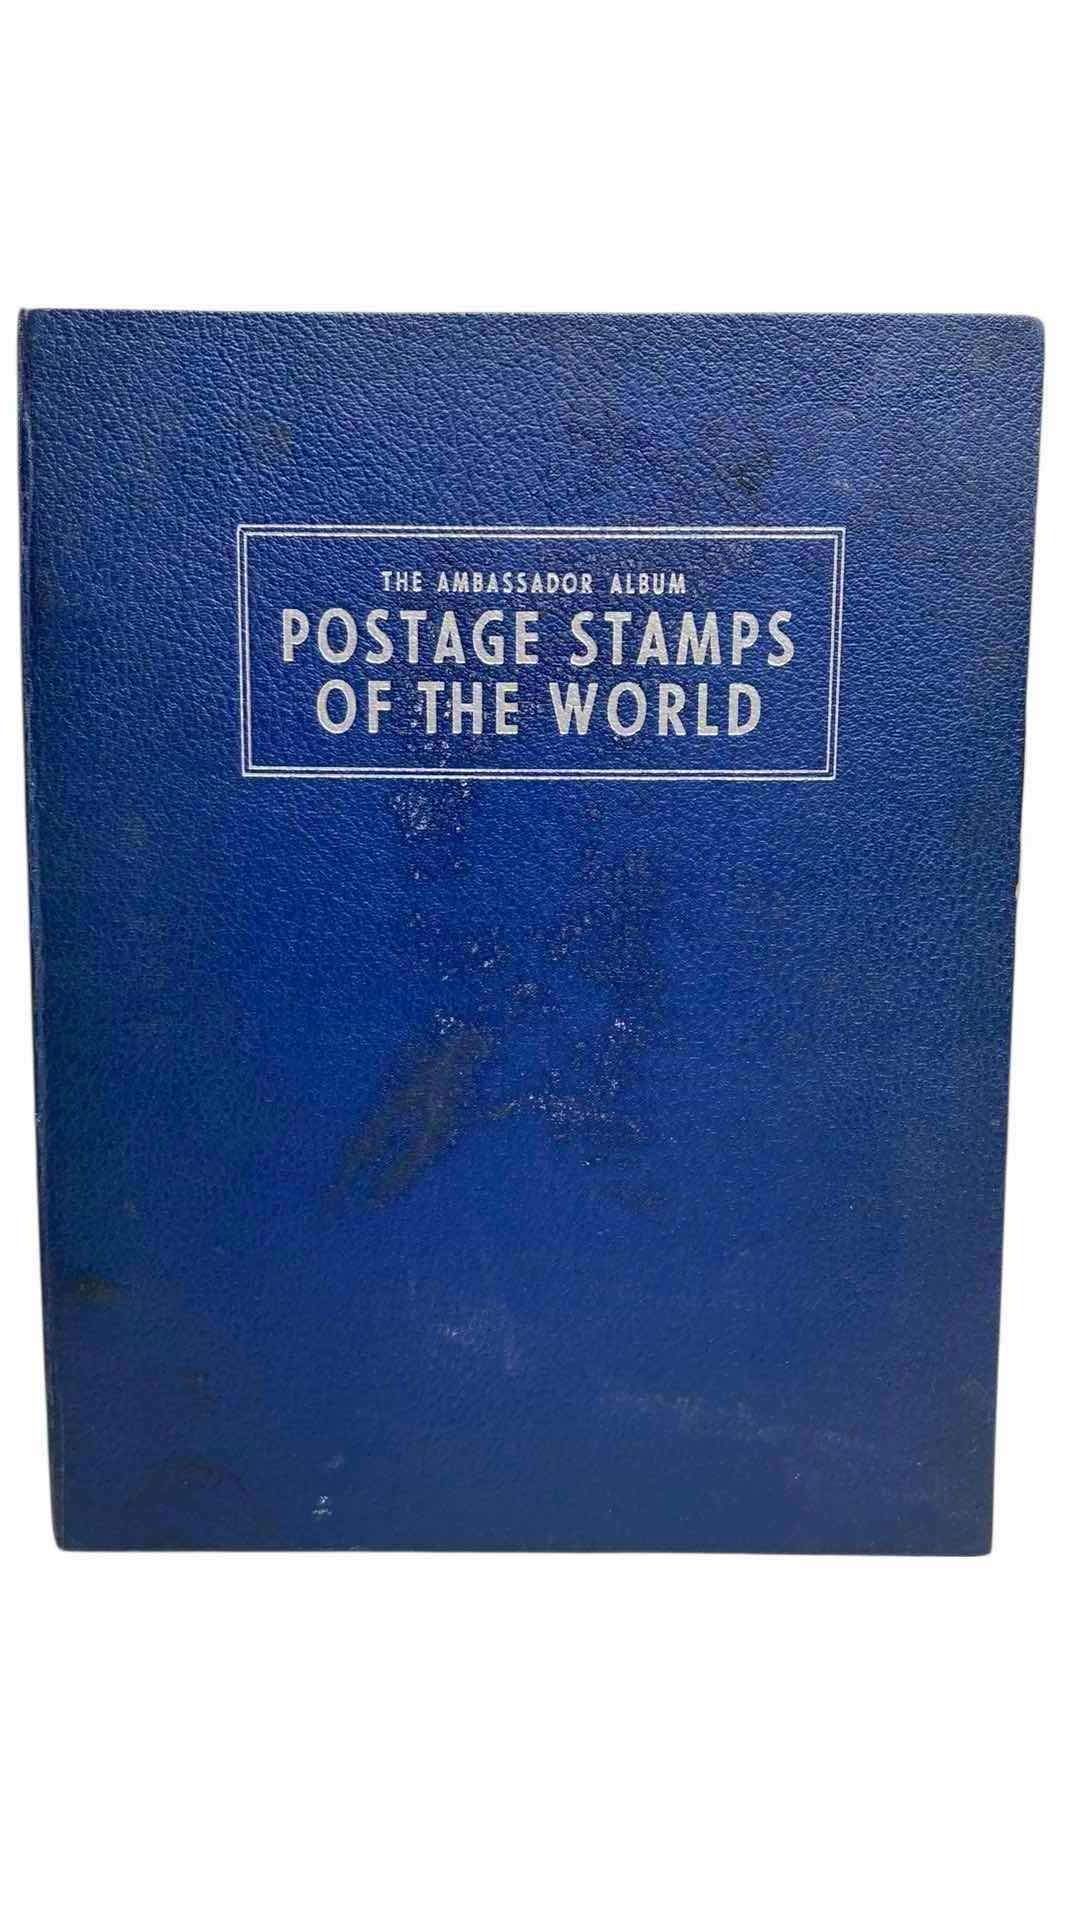 THE AMBASSADOR ALBUM
POSTAGE STAMPS
OF THE WORLD